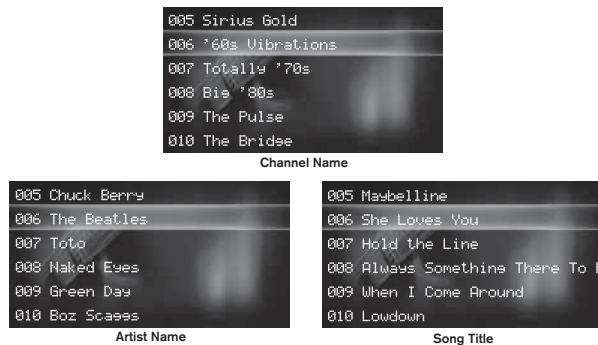 005 Sirius Gold
006 '60s Vibrations
007 Totally '70s
008 Big '80s
009 The Pulse
010 The Bridge
Channel Name
005 Chuck Berry
006 The Beatles
007 Toto
008 Naked Eyes
009 Green Day
010 Boz Scaggs
Artist Name
005 Maybelline
006 She Loves You
007 Hold the Line
008 Always Something There To
009 When I Come Around
010 Lowdown
Song Title